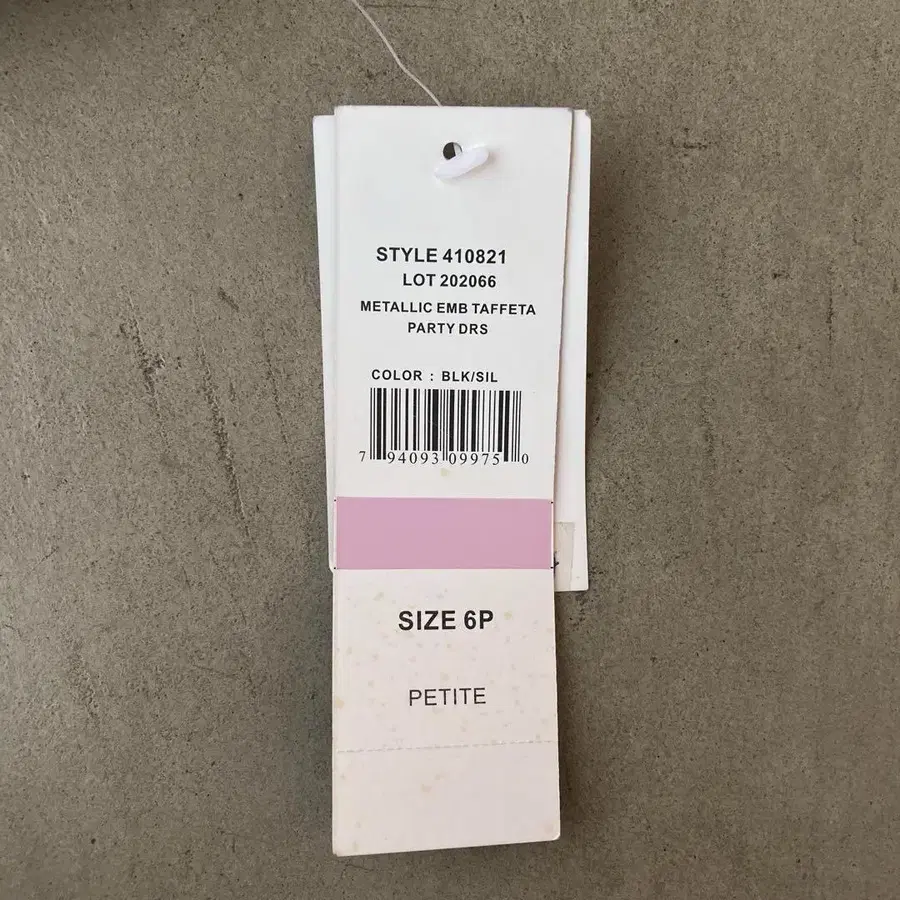 STYLE 410821
LOT 202066
METALLIC EMB TAFFETA
PARTY DRS
COLOR : BLK/SIL
7 94093 09975 0
SIZE 6P
PETITE